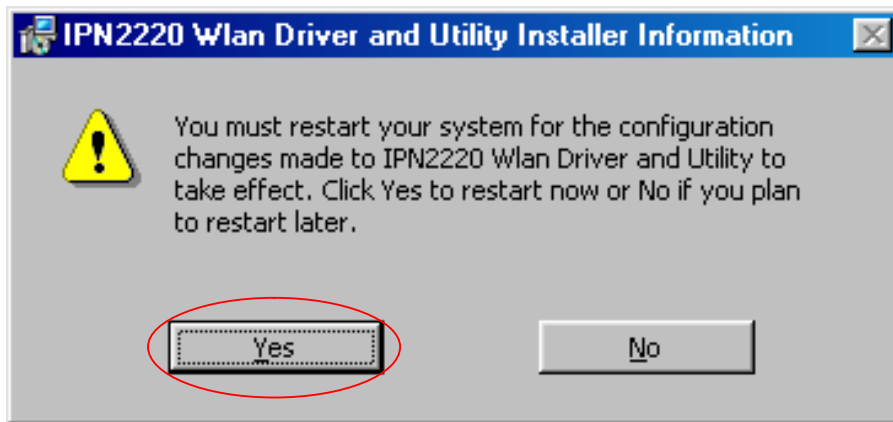 IPN2220 Wlan Driver and Utility Installer Information
You must restart your system for the configuration
changes made to IPN2220 Wlan Driver and Utility to
take effect. Click Yes to restart now or No if you plan
to restart later.
Yes
No